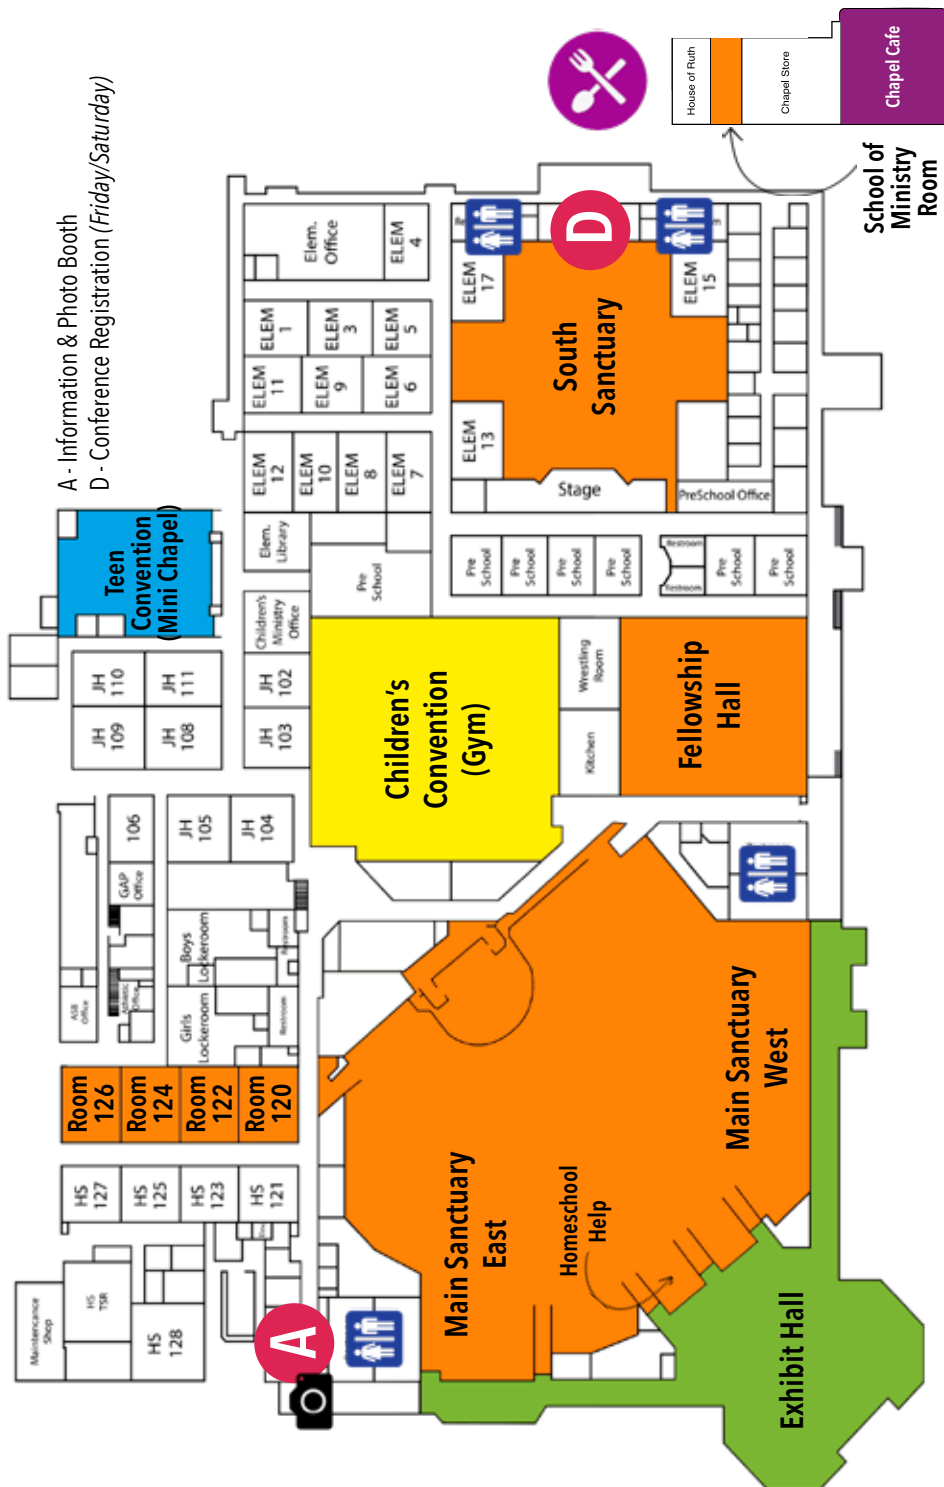 A - Information & Photo Booth
D - Conference Registration (Friday/Saturday)
House of Ruth
Chapel Store
Chapel Cafe
School of
Ministry
Room
Elem.
Office
ELEM
4
ELEM
1
ELEM
3
ELEM
5
ELEM
11
ELEM
9
ELEM
6
ELEM
12
ELEM
10
ELEM
8
ELEM
7
Elem.
Library
Pre
School
Children's
Ministry
Office
D
ELEM
17
ELEM
15
South
Sanctuary
ELEM
13
Stage
PreSchool Office
Pre
School
Pre
School
Pre
School
Pre
School
Restroom
Restroom
Pre
School
Pre
School
Teen
Convention
(Mini Chapel)
JH
110
JH
111
JH
109
JH
108
JH
102
JH
103
Children's
Convention
(Gym)
Wrestling
Room
Kitchen
Fellowship
Hall
106
JH
105
JH
104
GAP
Office
Boys
Lockeroom
Restroom
ASB
Office
Athletic
Office
Girls
Lockeroom
Restroom
Room
126
Room
124
Room
122
Room
120
HS
127
HS
125
HS
123
HS
121
Maintencance
Shop
HS
TSR
HS
128
A
Main Sanctuary
East
Main Sanctuary
West
Homeschool
Help
Exhibit Hall